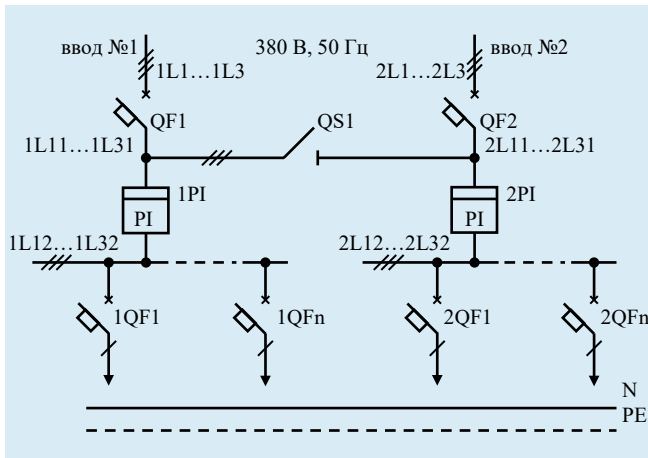 ввод №1
380 В, 50 Гц
ввод №2
1L1...1L3
2L1...2L3
QF1
QS1
QF2
1L11...1L31
2L11...2L31
1PI
2PI
PI
PI
1L12...1L32
2L12...2L32
1QF1
1QFn
2QF1
2QFn
N
PE